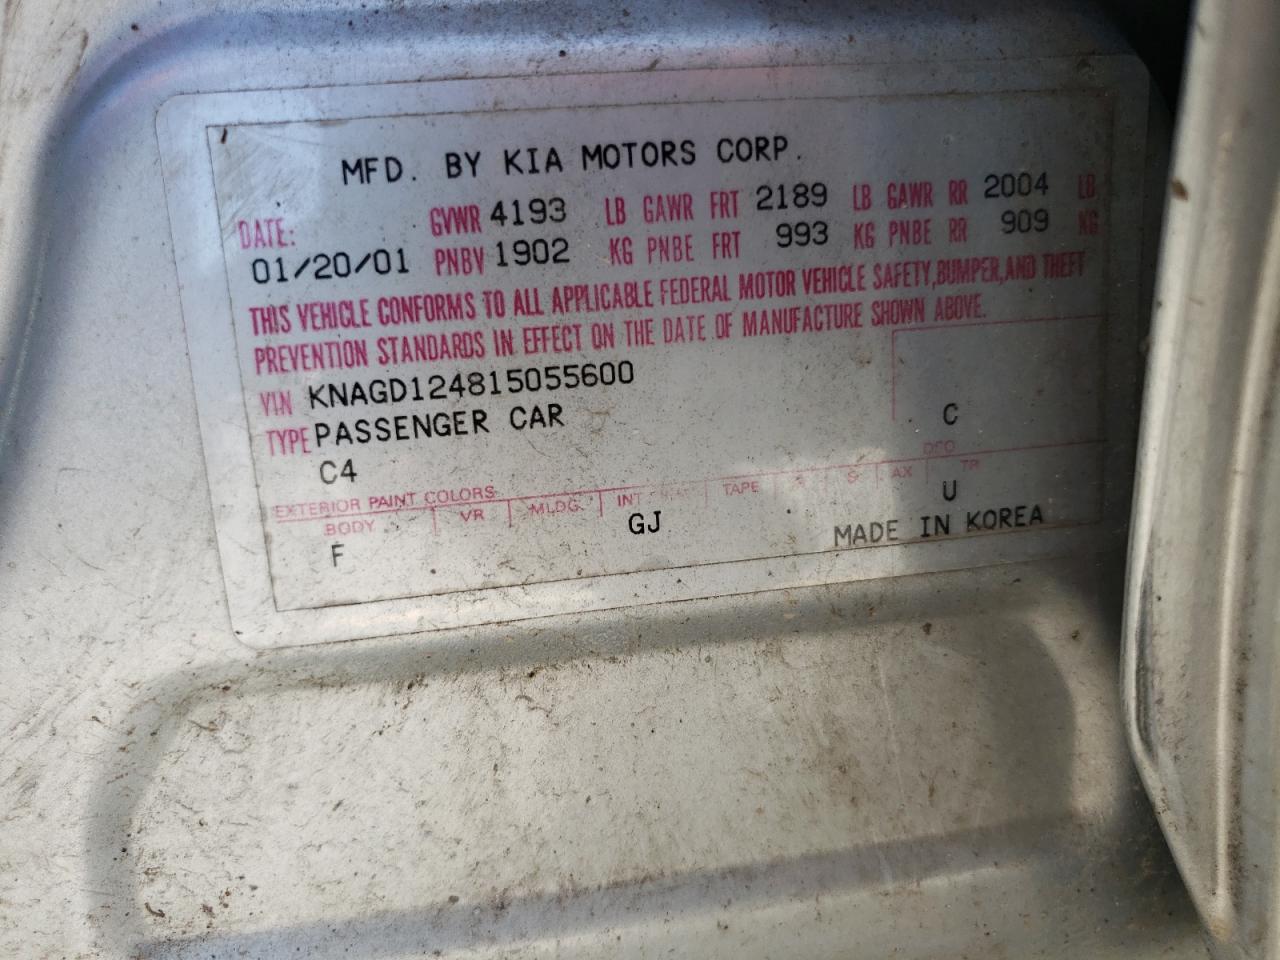 MFD. BY KIA MOTORS CORP.
DATE: GVWR 4193 LB GAWR FRT 2189 LB GAWR RR 2004 LB
01/20/01 PNBV 1902 KG PNBE FRT 993 KG PNBE RR 909 KG
THIS VEHICLE CONFORMS TO ALL APPLICABLE FEDERAL MOTOR VEHICLE SAFETY,BUMPER,AND THEFT
PREVENTION STANDARDS IN EFFECT ON THE DATE OF MANUFACTURE SHOWN ABOVE.
VIN KNAGD124815055600
TYPE PASSENGER CAR C
C4 DSO
EXTERIOR PAINT COLORS
BODY VR MLDG. INT TAPE S AX TR
F GJ U
MADE IN KOREA